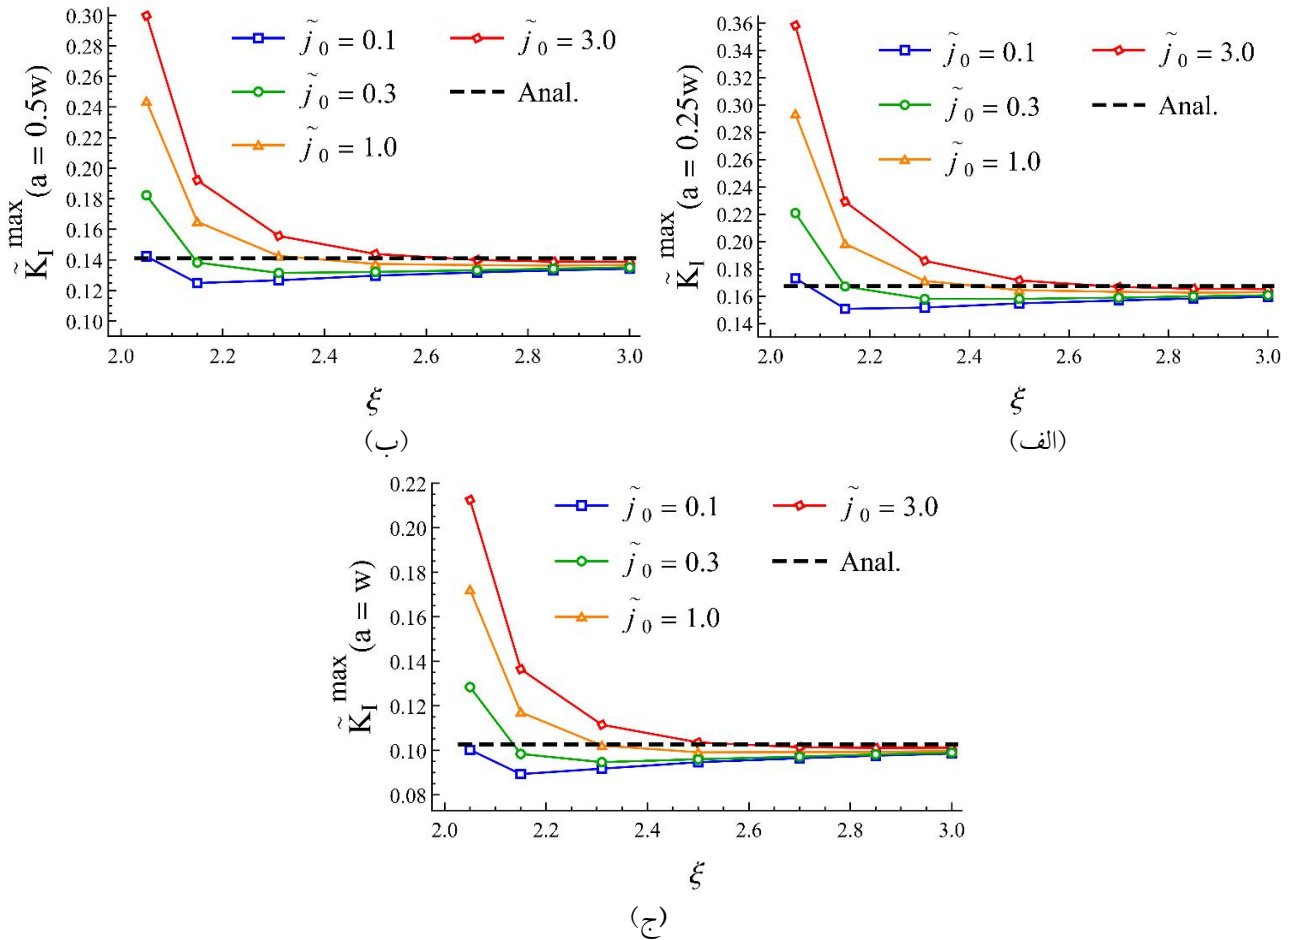 K̃_I^max (a = 0.5w)
0.30
0.28
0.26
0.24
0.22
0.20
0.18
0.16
0.14
0.12
0.10
j̃_0 = 0.1
j̃_0 = 3.0
j̃_0 = 0.3
Anal.
j̃_0 = 1.0
2.0 2.2 2.4 2.6 2.8 3.0
ξ
(ب)
K̃_I^max (a = 0.25w)
0.36
0.34
0.32
0.30
0.28
0.26
0.24
0.22
0.20
0.18
0.16
0.14
j̃_0 = 0.1
j̃_0 = 3.0
j̃_0 = 0.3
Anal.
j̃_0 = 1.0
2.0 2.2 2.4 2.6 2.8 3.0
ξ
(الف)
K̃_I^max (a = w)
0.22
0.20
0.18
0.16
0.14
0.12
0.10
0.08
j̃_0 = 0.1
j̃_0 = 3.0
j̃_0 = 0.3
Anal.
j̃_0 = 1.0
2.0 2.2 2.4 2.6 2.8 3.0
ξ
(ج)